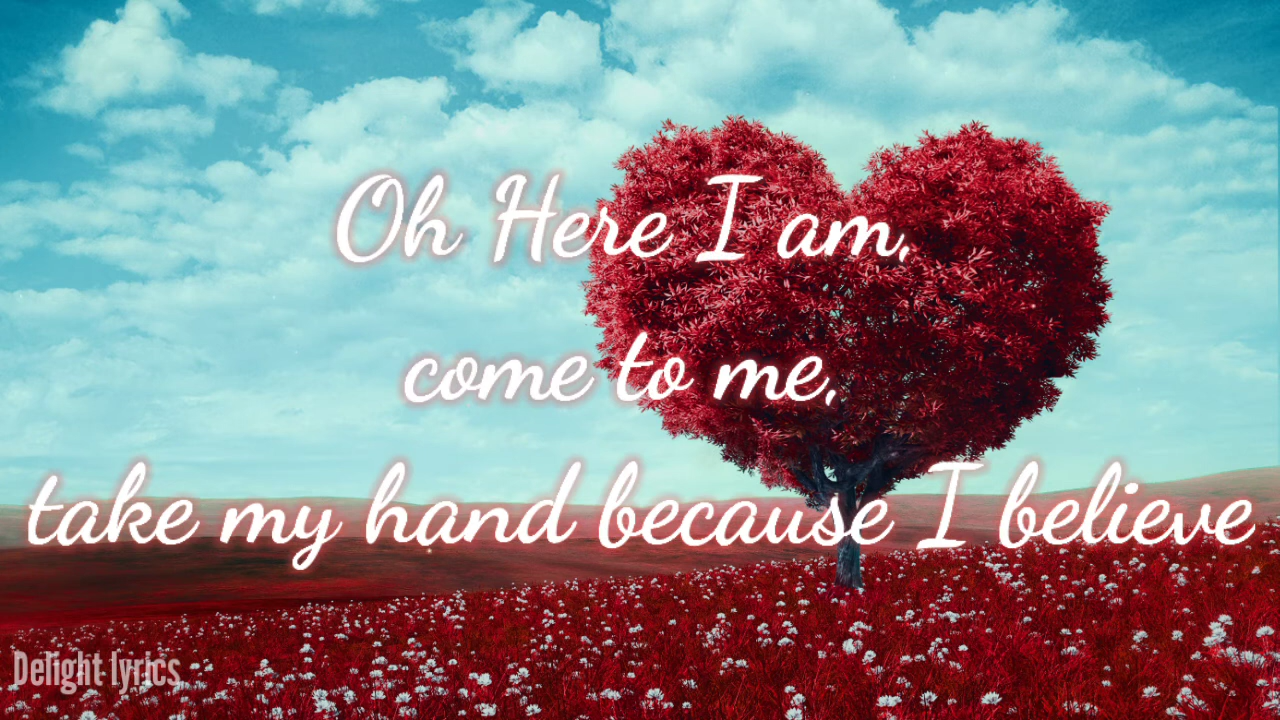 Oh Here I am,
come to me,
take my hand because I believe
Delight lyrics